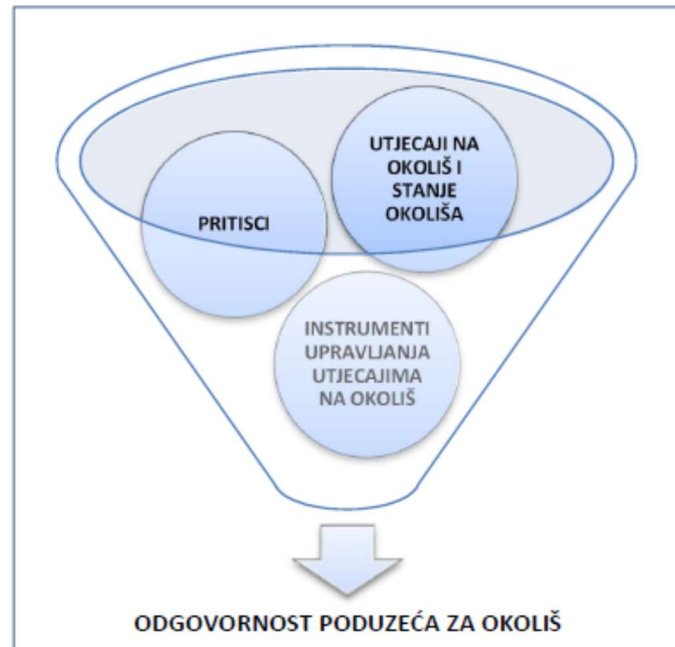 UTJECAJI NA
OKOLIŠ I
STANJE
OKOLIŠA
PRITISCI
INSTRUMENTI
UPRAVLJANJA
UTJECAJIMA
NA OKOLIŠ
ODGOVORNOST PODUZEĆA ZA OKOLIŠ